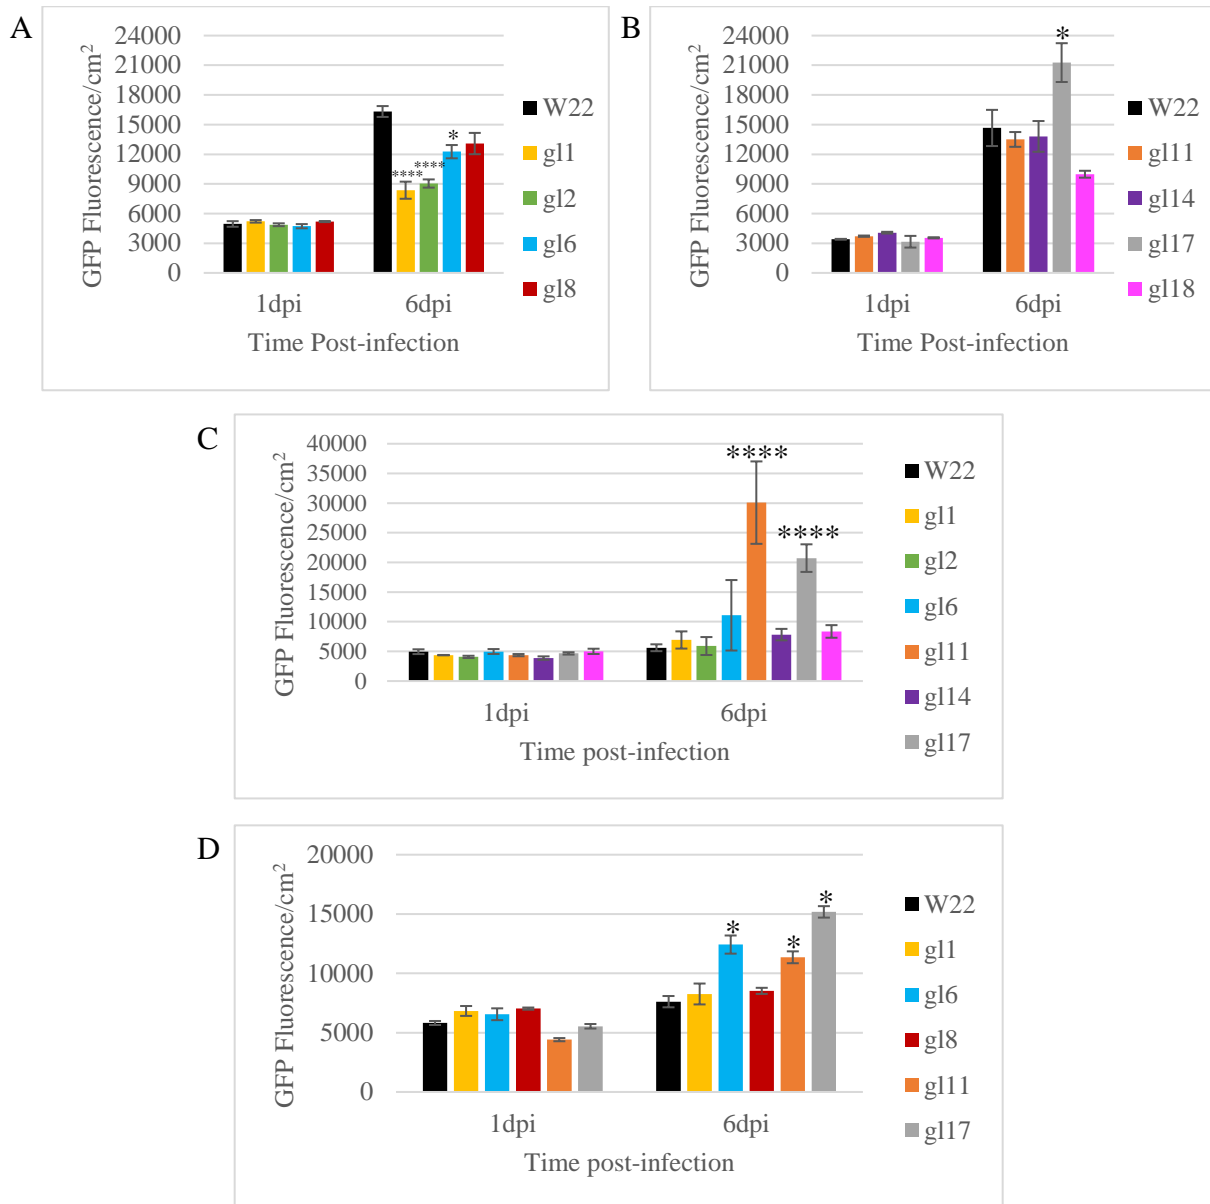 A
GFP Fluorescence/cm²
24000
21000
18000
15000
12000
9000
6000
3000
0
****
****
*
1dpi
6dpi
Time Post-infection
W22
gl1
gl2
gl6
gl8
B
GFP Fluorescence/cm²
24000
21000
18000
15000
12000
9000
6000
3000
0
*
1dpi
6dpi
Time Post-infection
W22
gl11
gl14
gl17
gl18
C
GFP Fluorescence/cm²
40000
35000
30000
25000
20000
15000
10000
5000
0
****
****
1dpi
6dpi
Time post-infection
W22
gl1
gl2
gl6
gl11
gl14
gl17
D
GFP Fluorescence/cm²
20000
15000
10000
5000
0
*
*
*
1dpi
6dpi
Time post-infection
W22
gl1
gl6
gl8
gl11
gl17